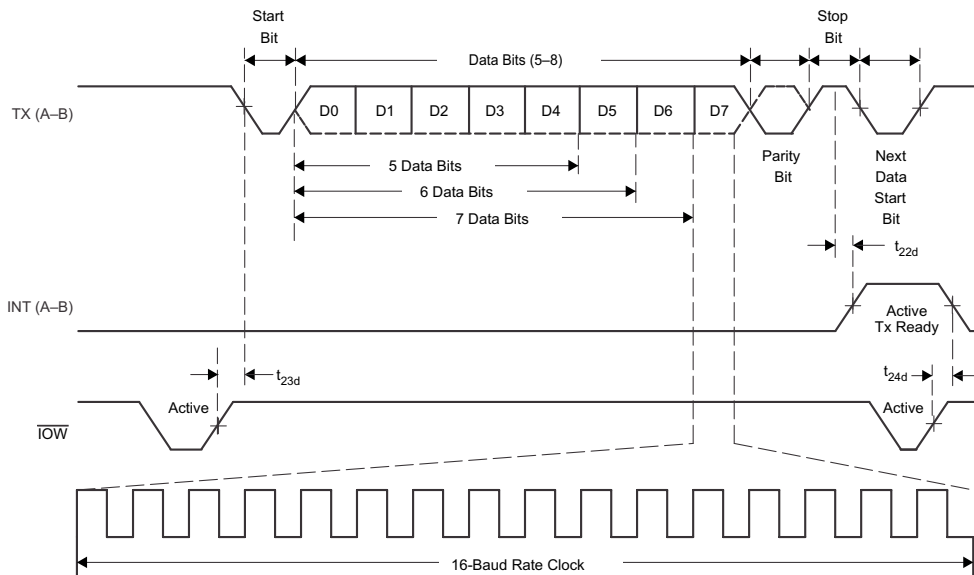 Start
Bit
Stop
Bit
Data Bits (5–8)
TX (A–B)
D0 D1 D2 D3 D4 D5 D6 D7
5 Data Bits
6 Data Bits
7 Data Bits
Parity
Bit
Next
Data
Start
Bit
t22d
INT (A–B)
Active
Tx Ready
t23d
t24d
IOW
Active
Active
16-Baud Rate Clock